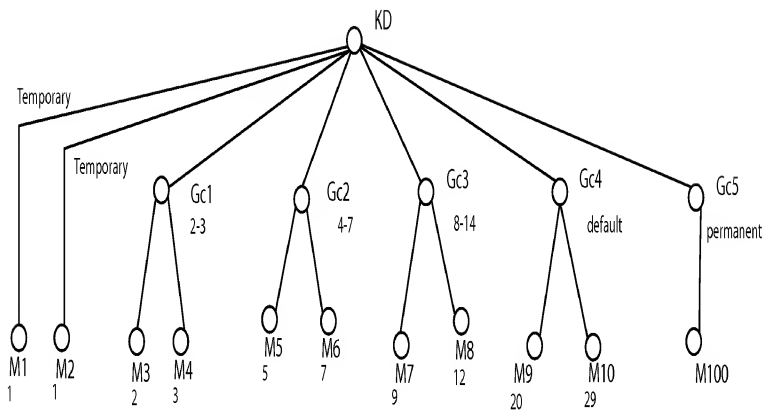 KD
Temporary
Temporary
Gc1
2-3
Gc2
4-7
Gc3
8-14
Gc4
default
Gc5
permanent
M1
1
M2
1
M3
2
M4
3
M5
5
M6
7
M7
9
M8
12
M9
20
M10
29
M100